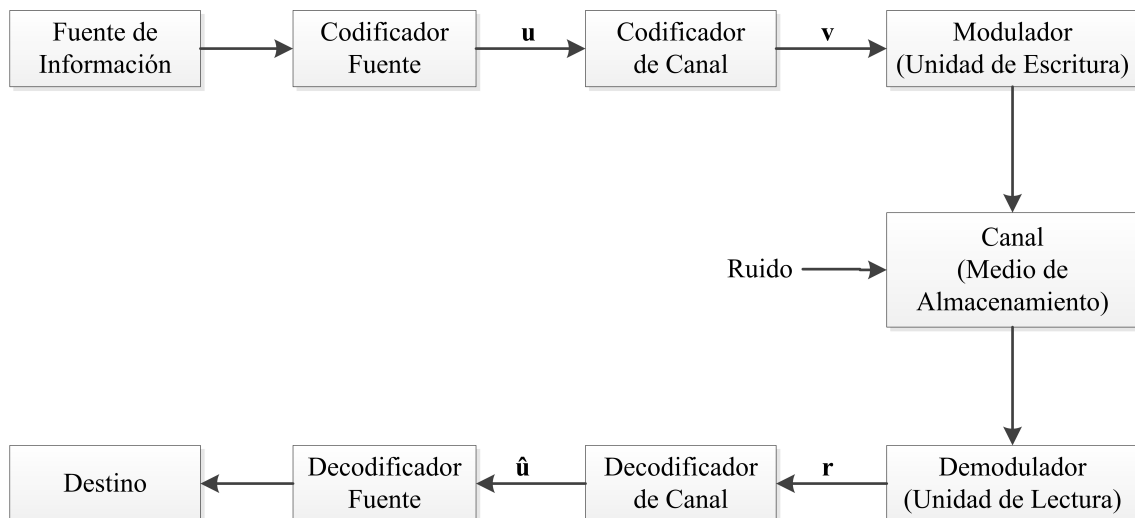 Fuente de
Información
Codificador
Fuente
u
Codificador
de Canal
v
Modulador
(Unidad de Escritura)
Ruido
Canal
(Medio de
Almacenamiento)
Destino
Decodificador
Fuente
û
Decodificador
de Canal
r
Demodulador
(Unidad de Lectura)